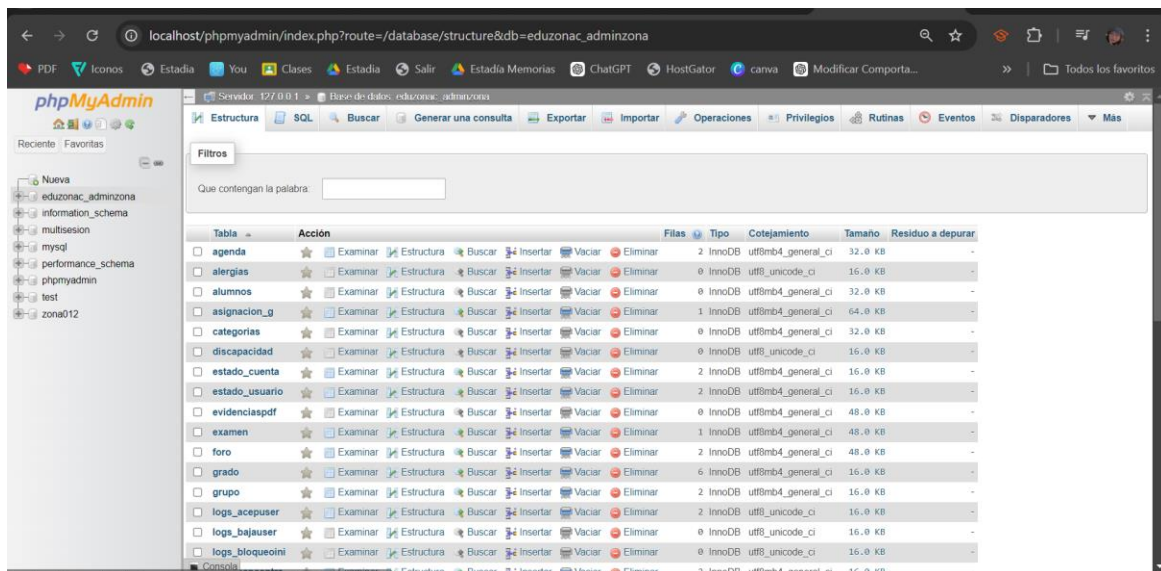 localhost/phpmyadmin/index.php?route=/database/structure&db=eduzonac_adminzona
PDF Iconos Estadia You Clases Estadia Salir Estadía Memorias ChatGPT HostGator canva Modificar Comporta... » Todos los favoritos
phpMyAdmin
Reciente Favoritas
Nueva
eduzonac_adminzona
information_schema
multisesion
mysql
performance_schema
phpmyadmin
test
zona012
Servidor: 127.0.0.1 » Base de datos: eduzonac_adminzona
Estructura SQL Buscar Generar una consulta Exportar Importar Operaciones Privilegios Rutinas Eventos Disparadores Más
Filtros
Que contengan la palabra:
Tabla Acción Filas Tipo Cotejamiento Tamaño Residuo a depurar
agenda Examinar Estructura Buscar Insertar Vaciar Eliminar 2 InnoDB utf8mb4_general_ci 32.0 KB -
alergias Examinar Estructura Buscar Insertar Vaciar Eliminar 0 InnoDB utf8_unicode_ci 16.0 KB -
alumnos Examinar Estructura Buscar Insertar Vaciar Eliminar 0 InnoDB utf8mb4_general_ci 32.0 KB -
asignacion_g Examinar Estructura Buscar Insertar Vaciar Eliminar 1 InnoDB utf8mb4_general_ci 64.0 KB -
categorias Examinar Estructura Buscar Insertar Vaciar Eliminar 0 InnoDB utf8mb4_general_ci 32.0 KB -
discapacidad Examinar Estructura Buscar Insertar Vaciar Eliminar 0 InnoDB utf8_unicode_ci 16.0 KB -
estado_cuenta Examinar Estructura Buscar Insertar Vaciar Eliminar 2 InnoDB utf8mb4_general_ci 16.0 KB -
estado_usuario Examinar Estructura Buscar Insertar Vaciar Eliminar 2 InnoDB utf8mb4_general_ci 16.0 KB -
evidenciaspdf Examinar Estructura Buscar Insertar Vaciar Eliminar 0 InnoDB utf8mb4_general_ci 48.0 KB -
examen Examinar Estructura Buscar Insertar Vaciar Eliminar 1 InnoDB utf8mb4_general_ci 48.0 KB -
foro Examinar Estructura Buscar Insertar Vaciar Eliminar 2 InnoDB utf8mb4_general_ci 48.0 KB -
grado Examinar Estructura Buscar Insertar Vaciar Eliminar 6 InnoDB utf8mb4_general_ci 16.0 KB -
grupo Examinar Estructura Buscar Insertar Vaciar Eliminar 2 InnoDB utf8mb4_general_ci 16.0 KB -
logs_acepuser Examinar Estructura Buscar Insertar Vaciar Eliminar 2 InnoDB utf8_unicode_ci 16.0 KB -
logs_bajauser Examinar Estructura Buscar Insertar Vaciar Eliminar 0 InnoDB utf8_unicode_ci 16.0 KB -
logs_bloqueoini Examinar Estructura Buscar Insertar Vaciar Eliminar 0 InnoDB utf8_unicode_ci 16.0 KB -
Consola